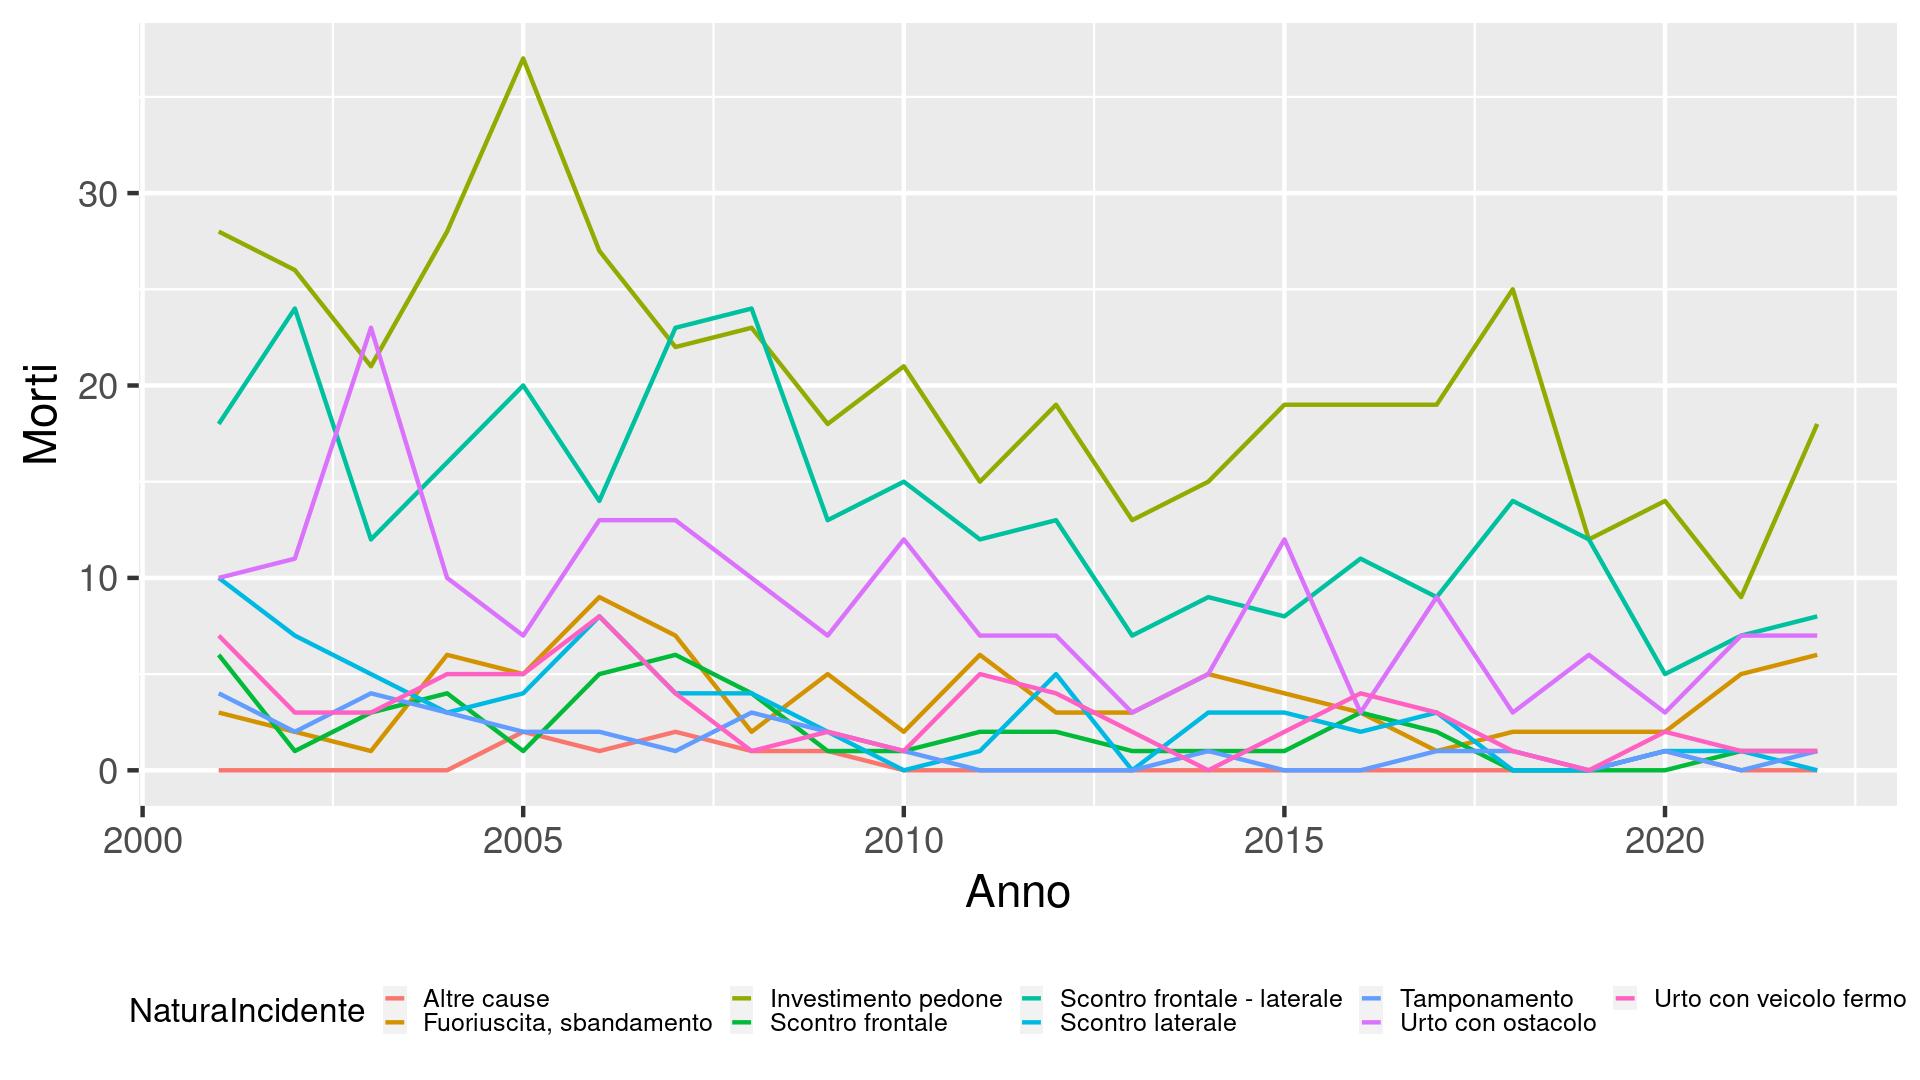 30
20
10
0
Morti
2000 2005 2010 2015 2020
Anno
NaturaIncidente
Altre cause
Fuoriuscita, sbandamento
Investimento pedone
Scontro frontale
Scontro frontale - laterale
Scontro laterale
Tamponamento
Urto con ostacolo
Urto con veicolo fermo